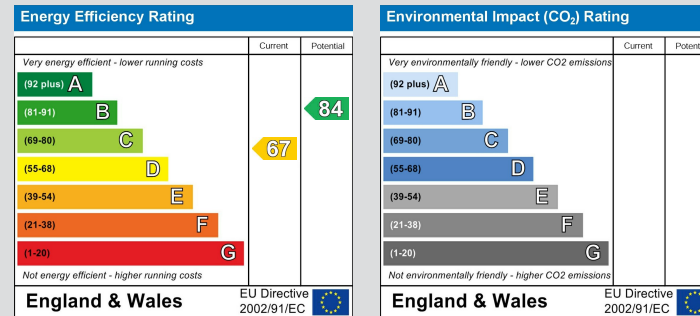 Energy Efficiency Rating
Current Potential
Very energy efficient - lower running costs
(92 plus) A
(81-91) B
84
(69-80) C
67
(55-68) D
(39-54) E
(21-38) F
(1-20) G
Not energy efficient - higher running costs
England & Wales
EU Directive
2002/91/EC
Environmental Impact (CO₂) Rating
Current Potent
Very environmentally friendly - lower CO2 emissions
(92 plus) A
(81-91) B
(69-80) C
(55-68) D
(39-54) E
(21-38) F
(1-20) G
Not environmentally friendly - higher CO2 emissions
England & Wales
EU Directive
2002/91/EC